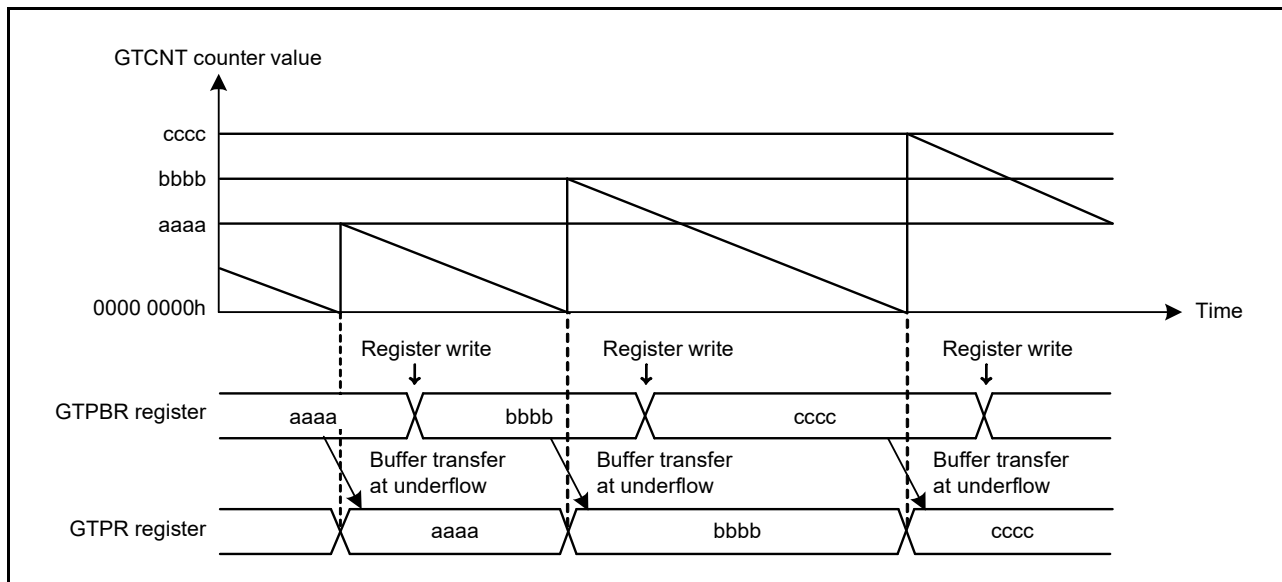 GTCNT counter value
cccc
bbbb
aaaa
0000 0000h
Time
Register write
Register write
Register write
GTPBR register
aaaa
bbbb
cccc
Buffer transfer
at underflow
Buffer transfer
at underflow
Buffer transfer
at underflow
GTPR register
aaaa
bbbb
cccc